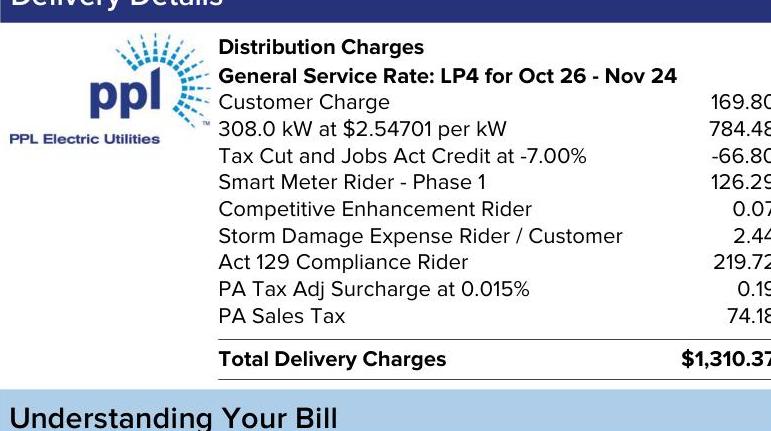 Delivery Details
ppl
TM
PPL Electric Utilities
Distribution Charges
General Service Rate: LP4 for Oct 26 - Nov 24
Customer Charge 169.80
308.0 kW at $2.54701 per kW 784.48
Tax Cut and Jobs Act Credit at -7.00% -66.80
Smart Meter Rider - Phase 1 126.29
Competitive Enhancement Rider 0.07
Storm Damage Expense Rider / Customer 2.44
Act 129 Compliance Rider 219.72
PA Tax Adj Surcharge at 0.015% 0.19
PA Sales Tax 74.18
Total Delivery Charges $1,310.37
Understanding Your Bill